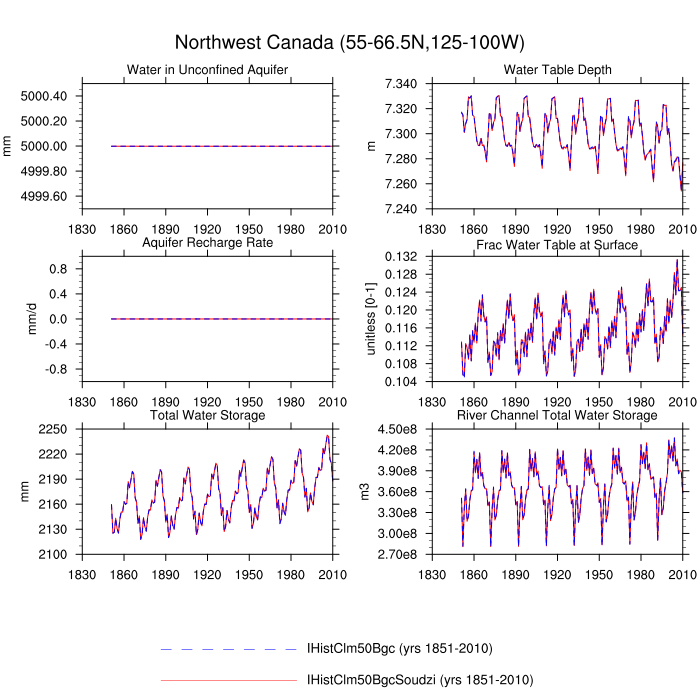 Northwest Canada (55-66.5N,125-100W)
Water in Unconfined Aquifer
Water Table Depth
5000.40
5000.20
5000.00
4999.80
4999.60
mm
1830 1860 1890 1920 1950 1980 2010
7.340
7.320
7.300
7.280
7.260
7.240
m
1830 1860 1890 1920 1950 1980 2010
Aquifer Recharge Rate
Frac Water Table at Surface
0.8
0.4
0.0
-0.4
-0.8
mm/d
1830 1860 1890 1920 1950 1980 2010
0.132
0.128
0.124
0.120
0.116
0.112
0.108
0.104
unitless [0-1]
1830 1860 1890 1920 1950 1980 2010
Total Water Storage
River Channel Total Water Storage
2250
2220
2190
2160
2130
2100
mm
1830 1860 1890 1920 1950 1980 2010
4.50e8
4.20e8
3.90e8
3.60e8
3.30e8
3.00e8
2.70e8
m3
1830 1860 1890 1920 1950 1980 2010
IHistClm50Bgc (yrs 1851-2010)
IHistClm50BgcSoudzi (yrs 1851-2010)